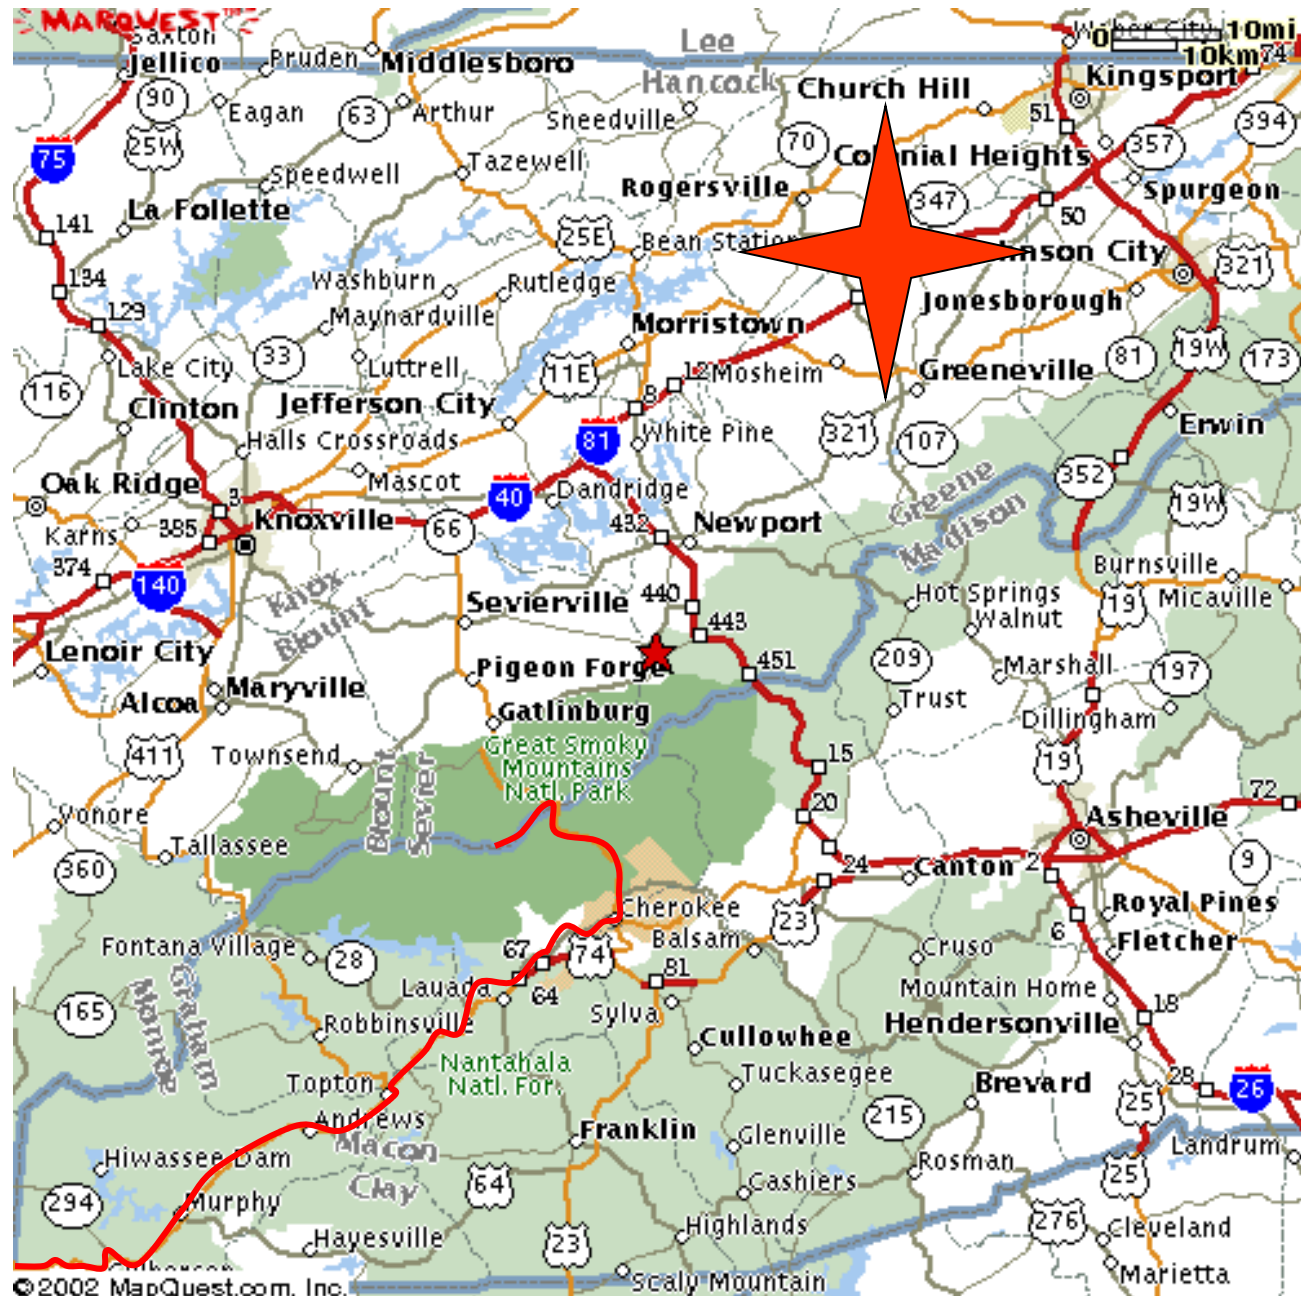 MAPQUEST
Saxton
Jellico
Pruden
Middlesboro
Lee
Hancock
Weber City
0 10mi
10km
74
Kingsport
90
Eagan
63
Arthur
Sneedville
Church Hill
51
394
25W
75
Speedwell
Tazewell
70
Colonial Heights
357
Rogersville
347
Spurgeon
La Follette
50
141
25E
Bean Station
Johnson City
321
134
Washburn
Rutledge
Jonesborough
129
Maynardville
Morristown
19W
33
Lake City
Luttrell
11E
12
Mosheim
Greeneville
81
173
116
Clinton
Jefferson City
8
Halls Crossroads
81
White Pine
321
107
Erwin
Oak Ridge
Mascot
40
Dandridge
Greene
352
19W
3
Karns
385
Knoxville
66
432
Newport
Madison
374
140
Knox
Blount
Sevierville
440
Hot Springs
Burnsville
19
Micaville
443
Walnut
Lenoir City
Pigeon Forge
451
209
Marshall
197
Alcoa
Maryville
Gatlinburg
Trust
Dillingham
411
Townsend
Great Smoky
Mountains
Natl. Park
Blount
Sevier
15
19
72
20
Vonore
Asheville
Tallassee
360
24
Canton
2
9
Cherokee
23
Royal Pines
Fontana Village
28
67
74
Balsam
Cruso
6
Fletcher
Monroe
Graham
Lauada
64
81
Mountain Home
165
Robbinsville
Sylva
Cullowhee
Hendersonville
18
Nantahala
Natl. For.
Topton
Tuckasegee
Brevard
28
26
Andrews
Macon
Franklin
Glenville
215
25
Landrum
Hiwassee Dam
Clay
64
Cashiers
Rosman
25
294
Murphy
Hayesville
23
Highlands
276
Cleveland
Scaly Mountain
Marietta
©2002 MapQuest.com, Inc.